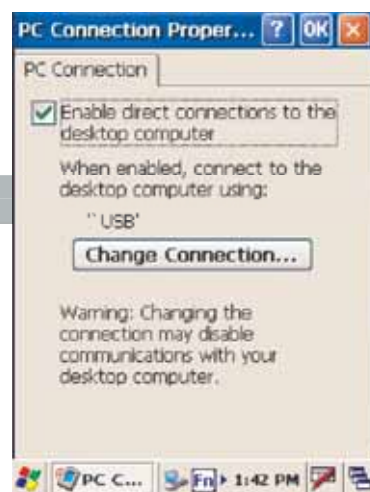 PC Connection Proper... ? OK X
PC Connection
Enable direct connections to the
desktop computer
When enabled, connect to the
desktop computer using:
`` USB'
Change Connection...
Warning: Changing the
connection may disable
communications with your
desktop computer.
PC C... Fn 1:42 PM